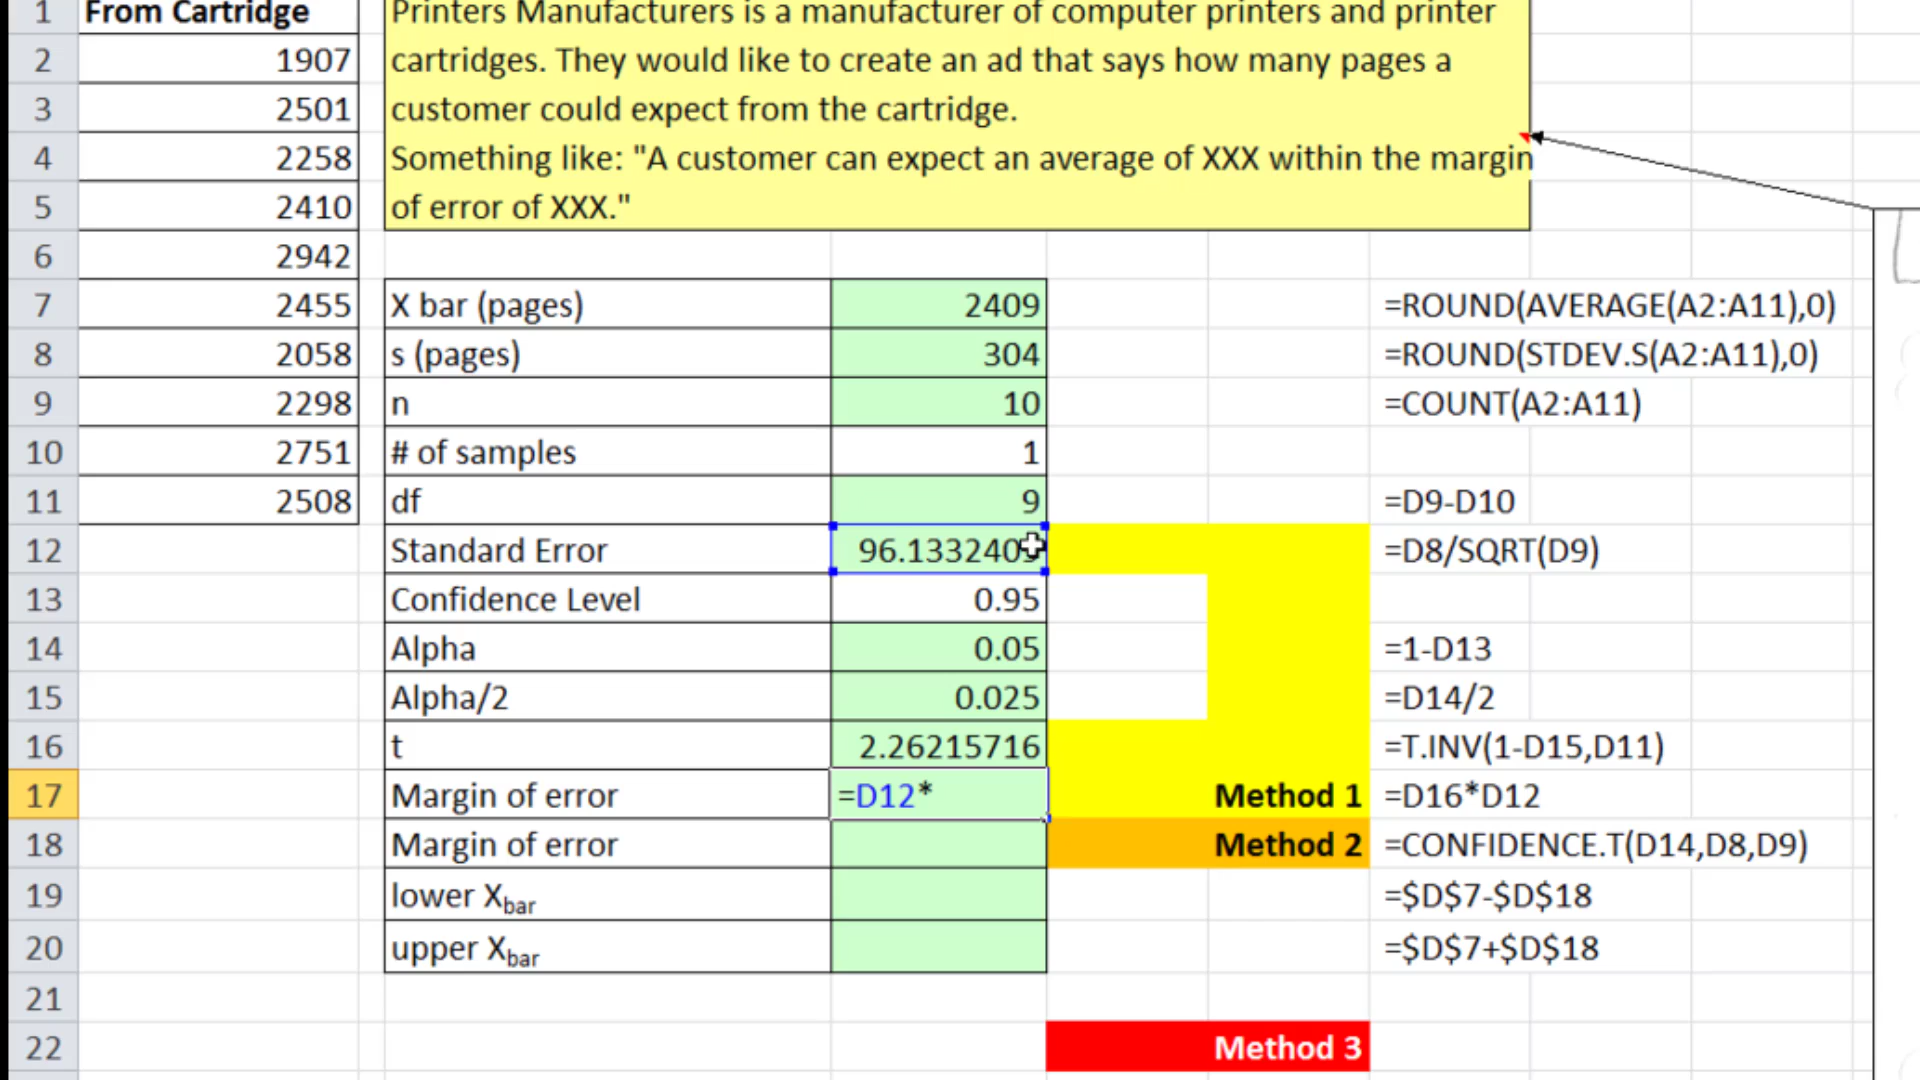 1 From Cartridge Printers Manufacturers is a manufacturer of computer printers and printer
2 1907 cartridges. They would like to create an ad that says how many pages a
3 2501 customer could expect from the cartridge.
4 2258 Something like: "A customer can expect an average of XXX within the margin
5 2410 of error of XXX."
6 2942
7 2455 X bar (pages) 2409 =ROUND(AVERAGE(A2:A11),0)
8 2058 s (pages) 304 =ROUND(STDEV.S(A2:A11),0)
9 2298 n 10 =COUNT(A2:A11)
10 2751 # of samples 1
11 2508 df 9 =D9-D10
12 Standard Error =D8/SQRT(D9)
13 Confidence Level 0.95
14 Alpha 0.05 =1-D13
15 Alpha/2 0.025 =D14/2
16 t 2.26215716 =T.INV(1-D15,D11)
17 Margin of error =D12* Method 1 =D16*D12
18 Margin of error Method 2 =CONFIDENCE.T(D14,D8,D9)
19 lower Xbar =$D$7-$D$18
20 upper Xbar =$D$7+$D$18
21
22 Method 3